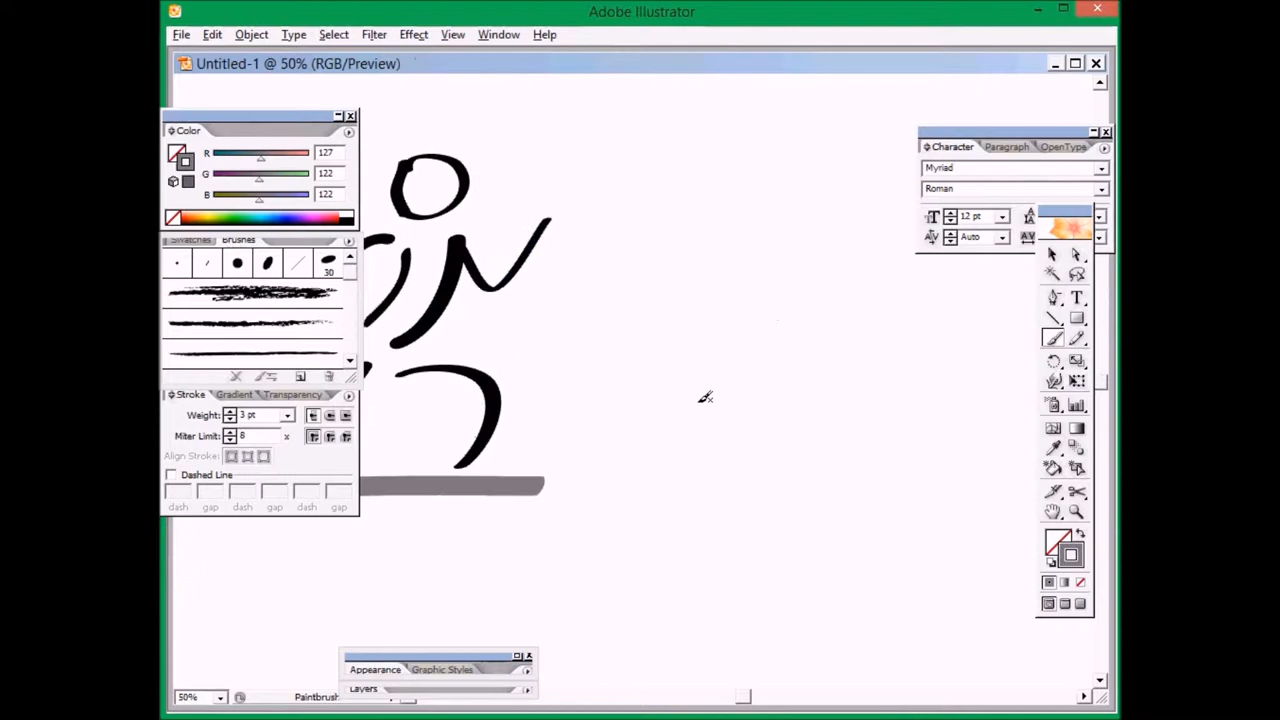 Adobe Illustrator
File Edit Object Type Select Filter Effect View Window Help
Untitled-1 @ 50% (RGB/Preview)
Color
R 127
G 122
B 122
Swatches Brushes
30
Stroke Gradient Transparency
Weight: 3 pt
Miter Limit: 8 x
Align Stroke:
Dashed Line
dash gap dash gap dash gap
Character Paragraph OpenType
Myriad
Roman
12 pt
Auto
Appearance Graphic Styles
Layers
50% Paintbrush